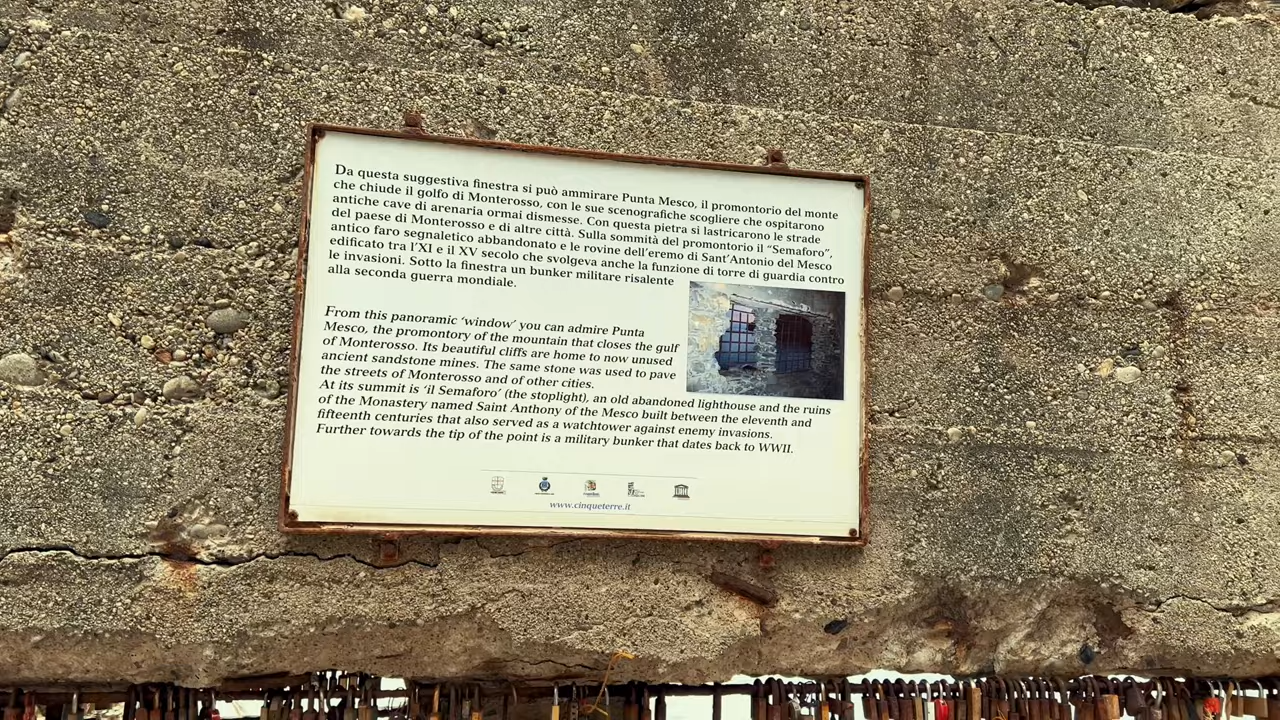 Da questa suggestiva finestra si può ammirare Punta Mesco, il promontorio del monte
che chiude il golfo di Monterosso, con le sue scenografiche scogliere che ospitarono
antiche cave di arenaria ormai dismesse. Con questa pietra si lastricarono le strade
del paese di Monterosso e di altre città. Sulla sommità del promontorio il “Semaforo”,
antico faro segnaletico abbandonato e le rovine dell’eremo di Sant’Antonio del Mesco
edificato tra l’XI e il XV secolo che svolgeva anche la funzione di torre di guardia contro
le invasioni. Sotto la finestra un bunker militare risalente
alla seconda guerra mondiale.
From this panoramic ‘window’ you can admire Punta
Mesco, the promontory of the mountain that closes the gulf
of Monterosso. Its beautiful cliffs are home to now unused
ancient sandstone mines. The same stone was used to pave
the streets of Monterosso and of other cities.
At its summit is ‘il Semaforo’ (the stoplight), an old abandoned lighthouse and the ruins
of the Monastery named Saint Anthony of the Mesco built between the eleventh and
fifteenth centuries that also served as a watchtower against enemy invasions.
Further towards the tip of the point is a military bunker that dates back to WWII.
www.cinqueterre.it